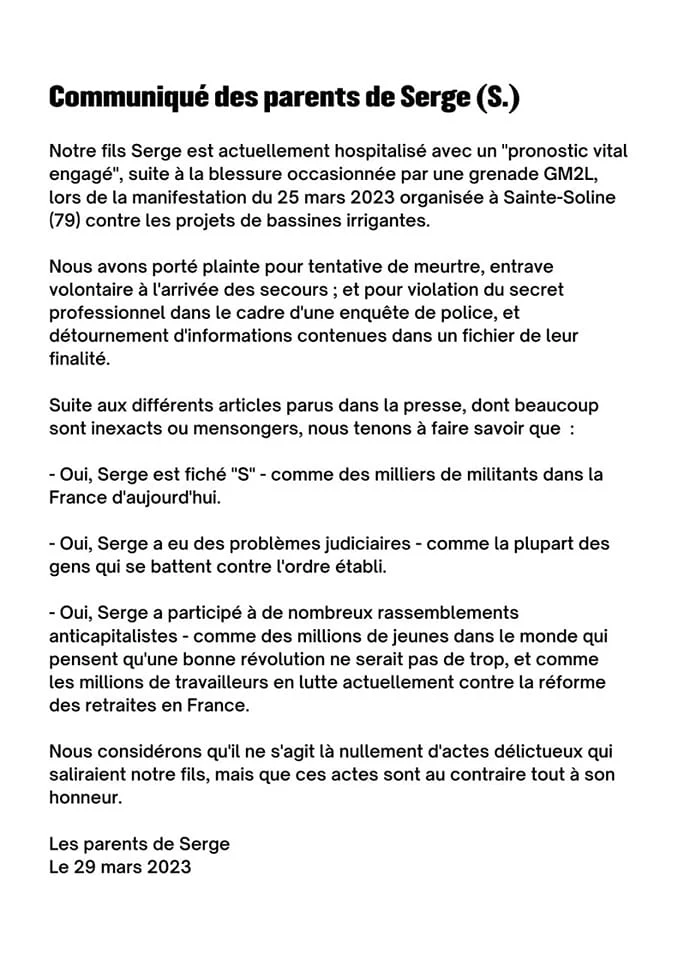 Communiqué des parents de Serge (S.)
Notre fils Serge est actuellement hospitalisé avec un "pronostic vital
engagé", suite à la blessure occasionnée par une grenade GM2L,
lors de la manifestation du 25 mars 2023 organisée à Sainte-Soline
(79) contre les projets de bassines irrigantes.
Nous avons porté plainte pour tentative de meurtre, entrave
volontaire à l'arrivée des secours ; et pour violation du secret
professionnel dans le cadre d'une enquête de police, et
détournement d'informations contenues dans un fichier de leur
finalité.
Suite aux différents articles parus dans la presse, dont beaucoup
sont inexacts ou mensongers, nous tenons à faire savoir que :
- Oui, Serge est fiché "S" - comme des milliers de militants dans la
France d'aujourd'hui.
- Oui, Serge a eu des problèmes judiciaires - comme la plupart des
gens qui se battent contre l'ordre établi.
- Oui, Serge a participé à de nombreux rassemblements
anticapitalistes - comme des millions de jeunes dans le monde qui
pensent qu'une bonne révolution ne serait pas de trop, et comme
les millions de travailleurs en lutte actuellement contre la réforme
des retraites en France.
Nous considérons qu'il ne s'agit là nullement d'actes délictueux qui
saliraient notre fils, mais que ces actes sont au contraire tout à son
honneur.
Les parents de Serge
Le 29 mars 2023